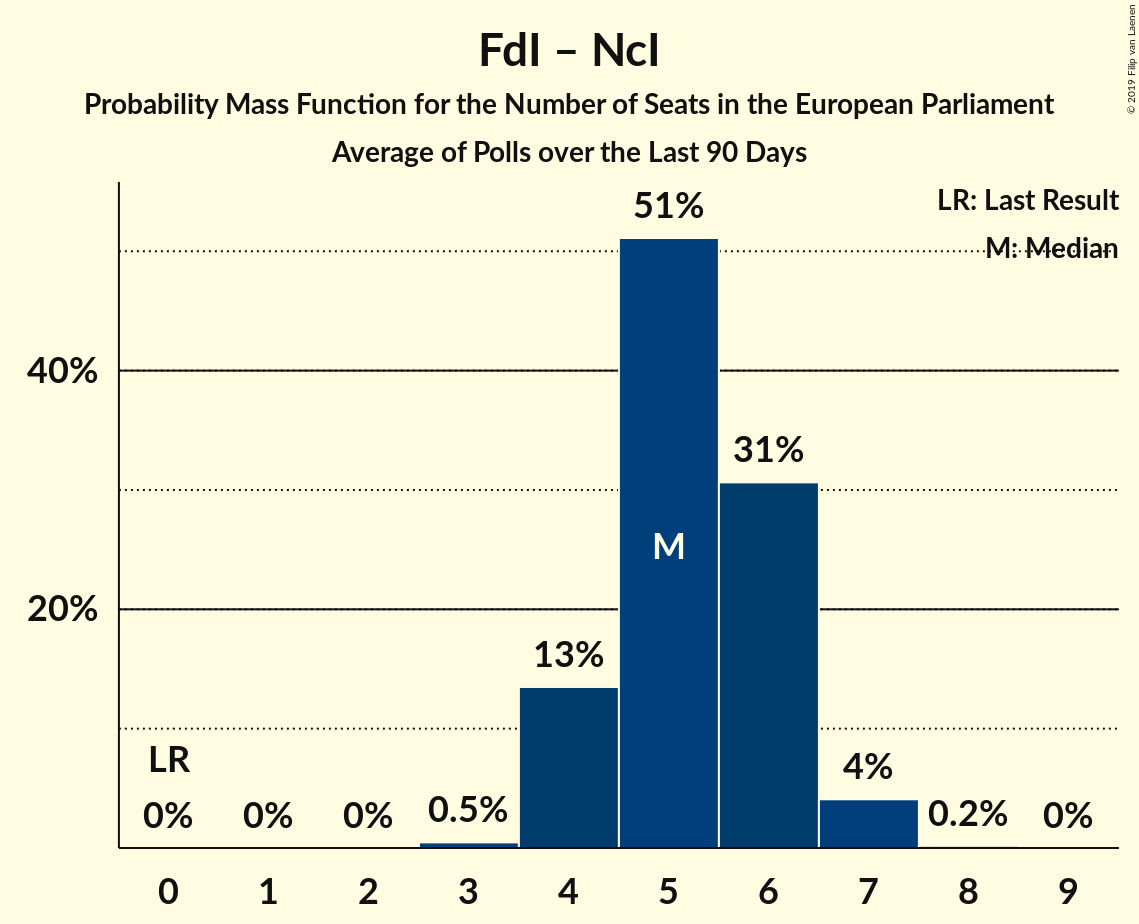 FdI – NcI
Probability Mass Function for the Number of Seats in the European Parliament
Average of Polls over the Last 90 Days
© 2019 Filip van Laenen
LR: Last Result
M: Median
51%
40%
31%
M
20%
13%
LR
4%
0% 0% 0% 0.5% 0.2% 0%
0 1 2 3 4 5 6 7 8 9